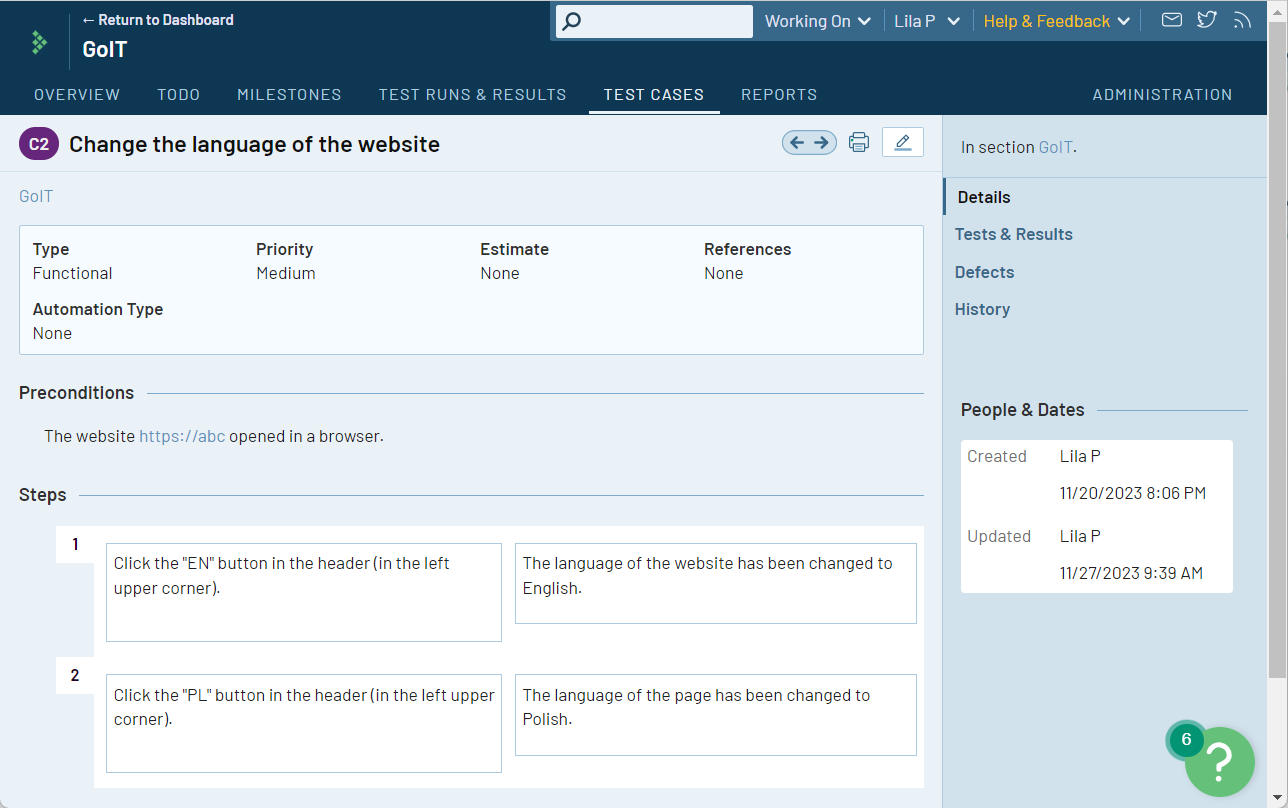 ← Return to Dashboard
GoIT
Working On
Lila P
Help & Feedback
OVERVIEW
TODO
MILESTONES
TEST RUNS & RESULTS
TEST CASES
REPORTS
ADMINISTRATION
C2
Change the language of the website
GoIT
Type
Functional
Priority
Medium
Estimate
None
References
None
Automation Type
None
Preconditions
The website https://abc opened in a browser.
Steps
1
Click the "EN" button in the header (in the left
upper corner).
The language of the website has been changed to
English.
2
Click the "PL" button in the header (in the left upper
corner).
The language of the page has been changed to
Polish.
In section GoIT.
Details
Tests & Results
Defects
History
People & Dates
Created
Lila P
11/20/2023 8:06 PM
Updated
Lila P
11/27/2023 9:39 AM
6
?